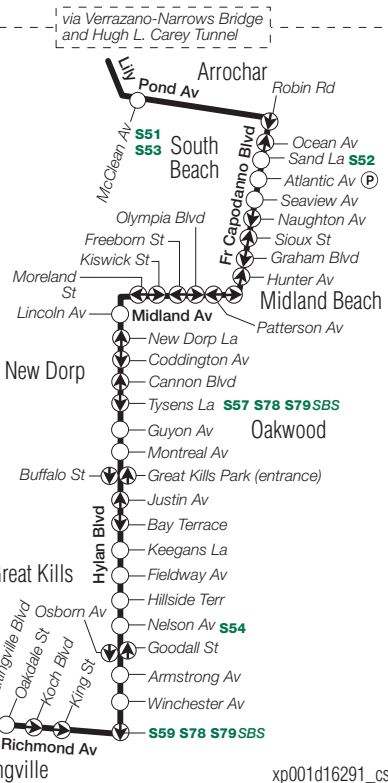 via Verrazano-Narrows Bridge
and Hugh L. Carey Tunnel
Lily
Pond Av
Arrochar
Robin Rd
McClean Av
S51
S53
South
Beach
Fr Capodanno Blvd
Ocean Av
Sand La S52
Atlantic Av P
Seaview Av
Naughton Av
Sioux St
Graham Blvd
Hunter Av
Olympia Blvd
Freeborn St
Kiswick St
Moreland
St
Midland Beach
Lincoln Av
Midland Av
Patterson Av
New Dorp La
New Dorp
Coddington Av
Cannon Blvd
Tysens La S57 S78 S79SBS
Guyon Av
Oakwood
Montreal Av
Buffalo St
Great Kills Park (entrance)
Justin Av
Hylan Blvd
Bay Terrace
Keegans La
Great Kills
Fieldway Av
Hillside Terr
Osborn Av
Nelson Av S54
Goodall St
Oakdale St
Koch Blvd
King St
Armstrong Av
Winchester Av
S59 S78 S79SBS
Richmond Av
ngville
xp001d16291_cs